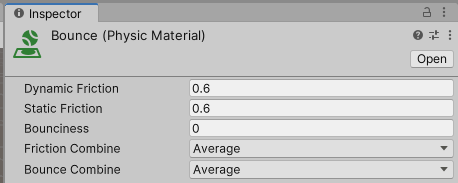 Inspector
Bounce (Physic Material)
Open
Dynamic Friction 0.6
Static Friction 0.6
Bounciness 0
Friction Combine Average
Bounce Combine Average